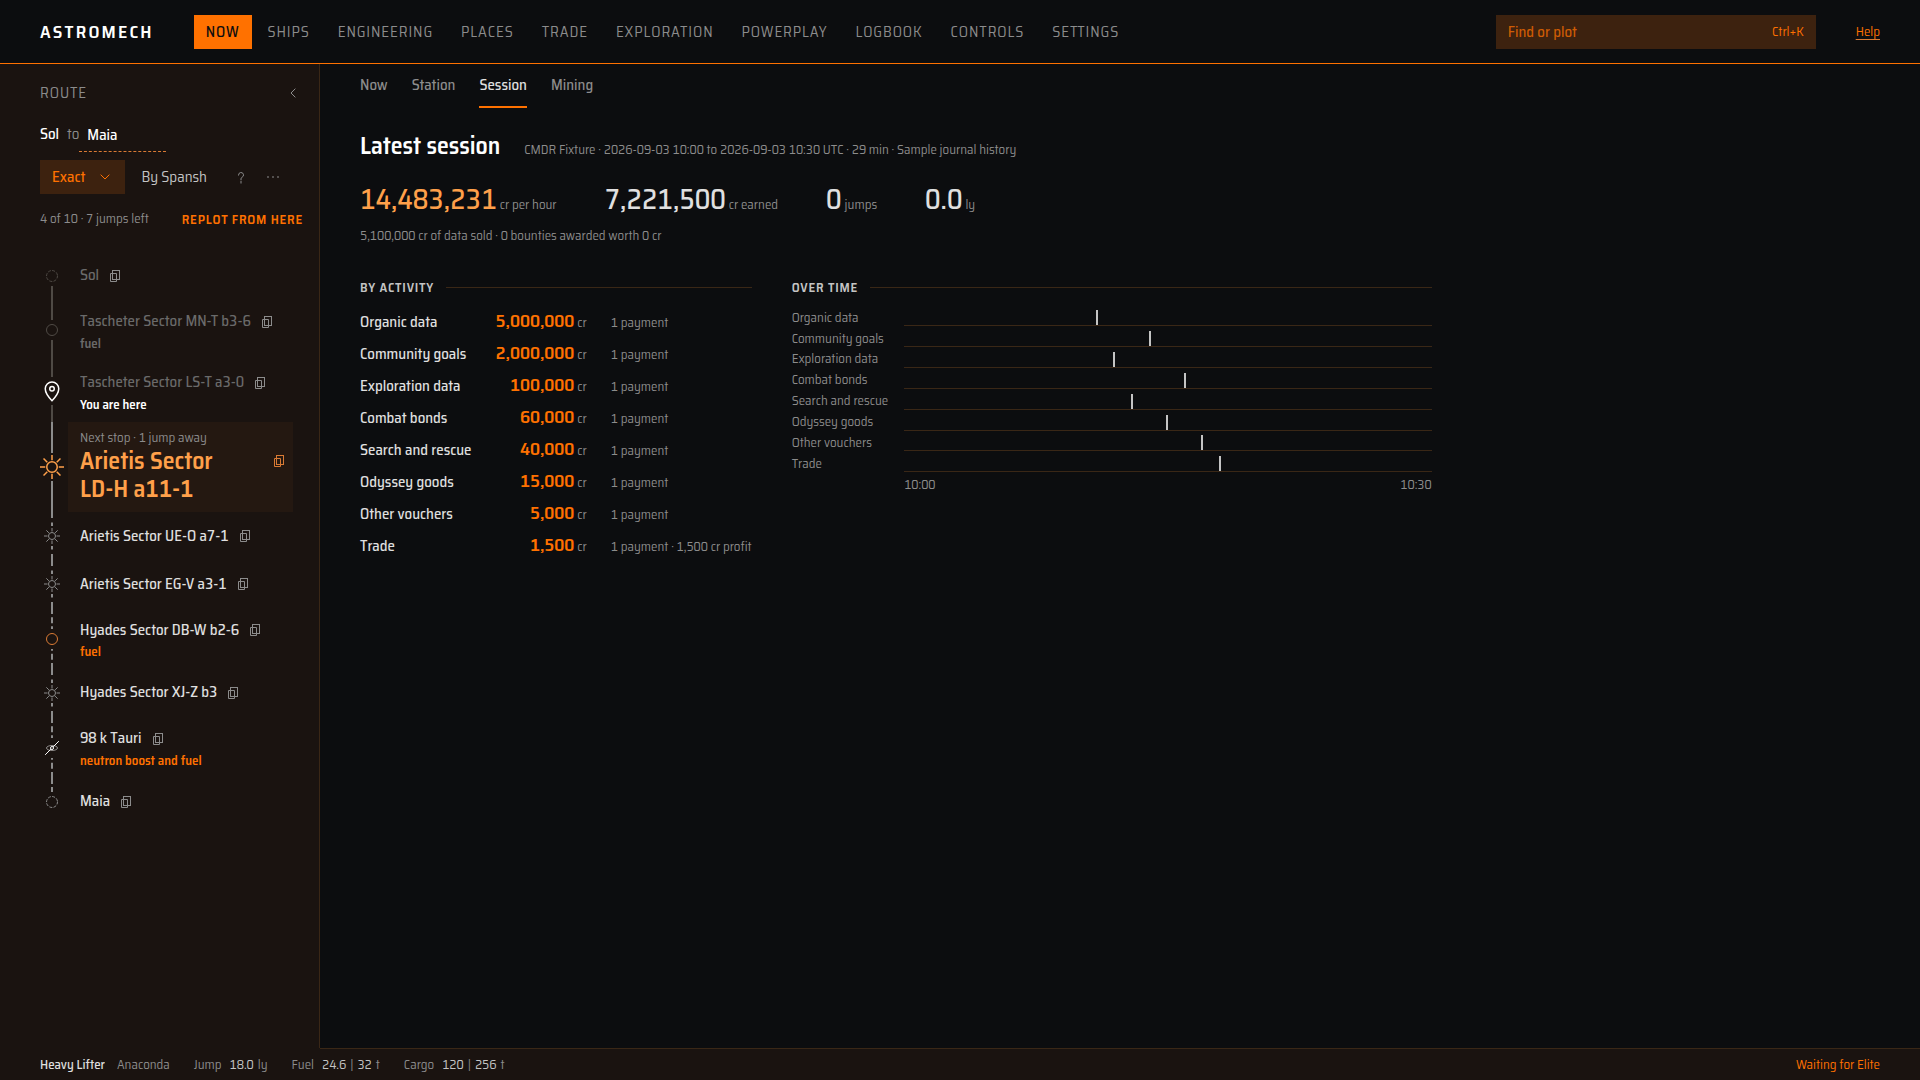 ASTROMECH
NOW SHIPS ENGINEERING PLACES TRADE EXPLORATION POWERPLAY LOGBOOK CONTROLS SETTINGS
Find or plot Ctrl+K
Help
ROUTE
Sol to Maia
Exact By Spansh ? ...
4 of 10 · 7 jumps left REPLOT FROM HERE
Sol
Tascheter Sector MN-T b3-6
fuel
Tascheter Sector LS-T a3-0
You are here
Next stop · 1 jump away
Arietis Sector
LD-H a11-1
Arietis Sector UE-O a7-1
Arietis Sector EG-V a3-1
Hyades Sector DB-W b2-6
fuel
Hyades Sector XJ-Z b3
98 k Tauri
neutron boost and fuel
Maia
Now Station Session Mining
Latest session CMDR Fixture · 2026-09-03 10:00 to 2026-09-03 10:30 UTC · 29 min · Sample journal history
14,483,231 cr per hour 7,221,500 cr earned 0 jumps 0.0 ly
5,100,000 cr of data sold · 0 bounties awarded worth 0 cr
BY ACTIVITY
Organic data 5,000,000 cr 1 payment
Community goals 2,000,000 cr 1 payment
Exploration data 100,000 cr 1 payment
Combat bonds 60,000 cr 1 payment
Search and rescue 40,000 cr 1 payment
Odyssey goods 15,000 cr 1 payment
Other vouchers 5,000 cr 1 payment
Trade 1,500 cr 1 payment · 1,500 cr profit
OVER TIME
Organic data
Community goals
Exploration data
Combat bonds
Search and rescue
Odyssey goods
Other vouchers
Trade
10:00 10:30
Heavy Lifter Anaconda Jump 18.0 ly Fuel 24.6 | 32 t Cargo 120 | 256 t
Waiting for Elite